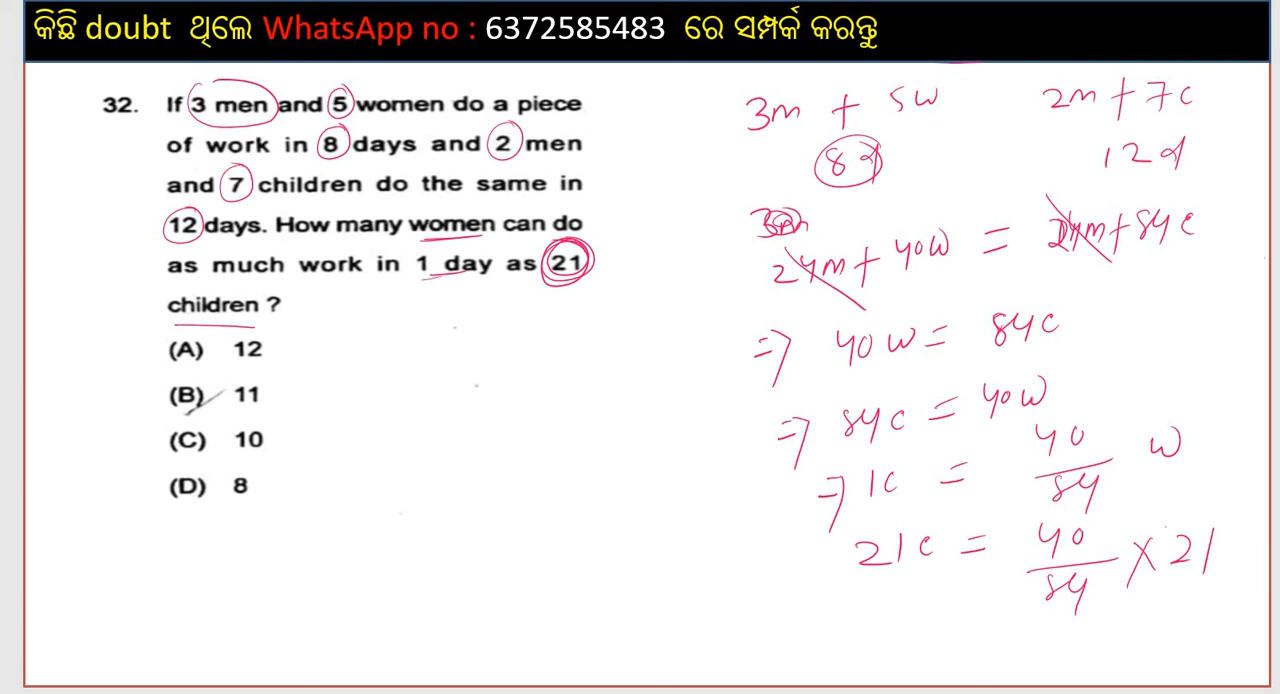 କିଛି doubt ଥିଲେ WhatsApp no : 6372585483 ରେ ସମ୍ପର୍କ କରନ୍ତୁ
32. If 3 men and 5 women do a piece
of work in 8 days and 2 men
and 7 children do the same in
12 days. How many women can do
as much work in 1 day as 21
children ?
(A) 12
(B) 11
(C) 10
(D) 8
3m + 5w 2m + 7c
8d 12d
24m + 40w = 24m + 84c
⇒ 40w = 84c
⇒ 84c = 40w
⇒ 1c = 40/84 w
21c = 40/84 × 21